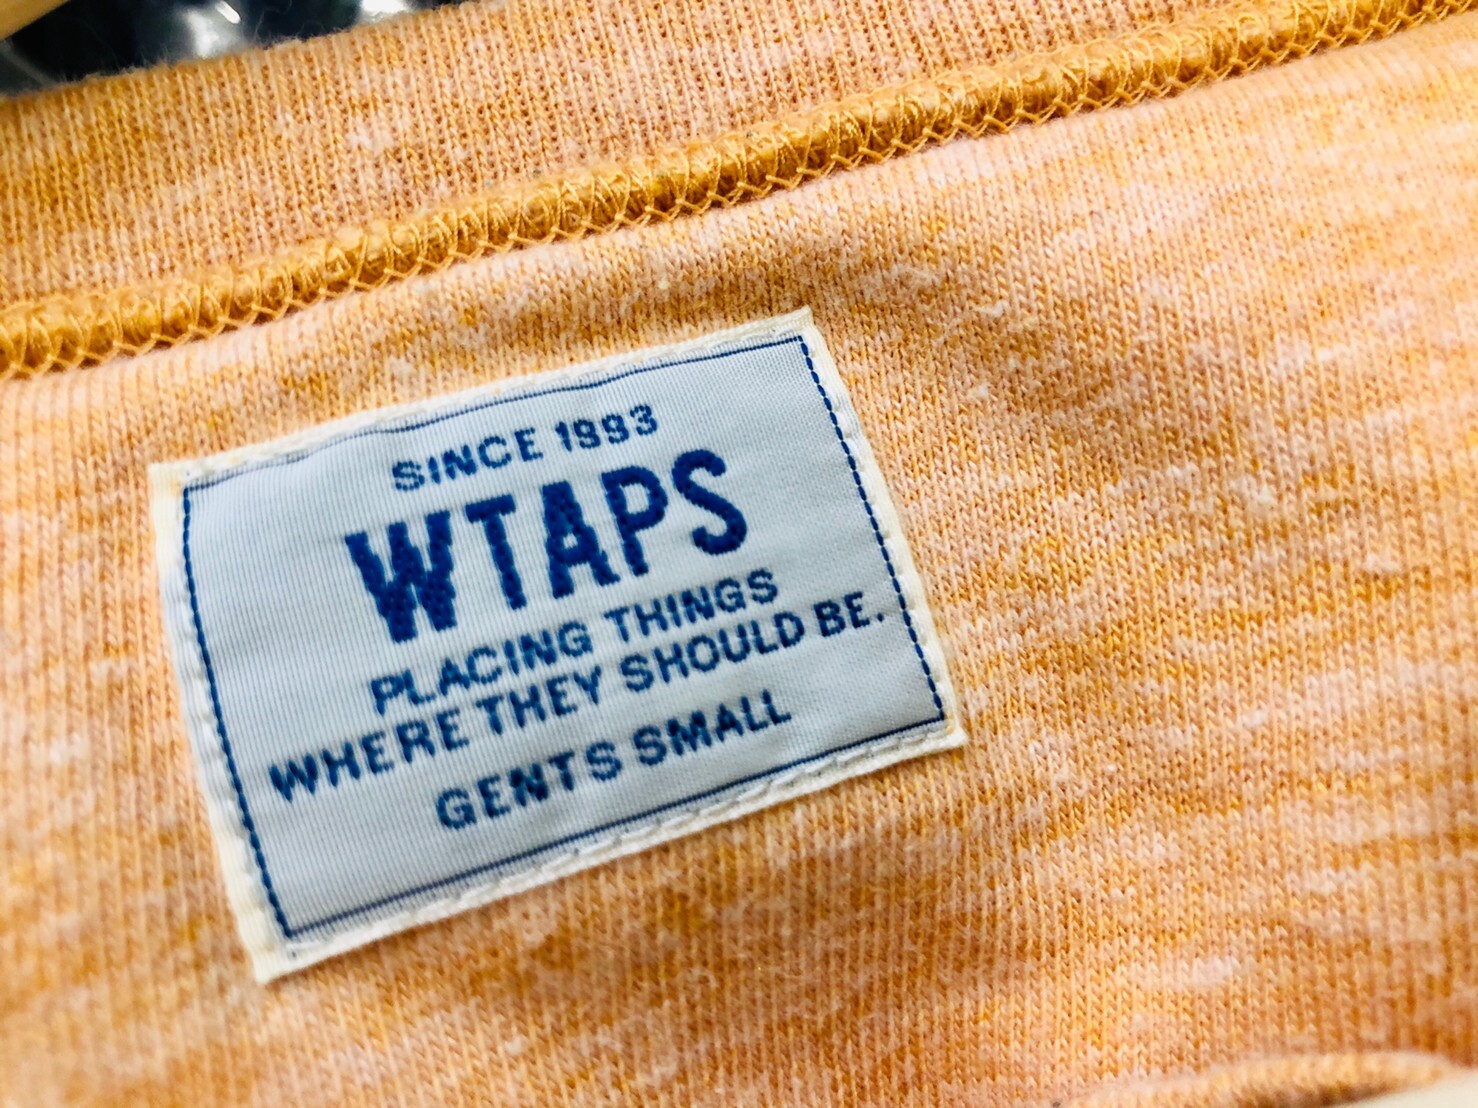 SINCE 1993
WTAPS
PLACING THINGS
WHERE THEY SHOULD BE.
GENTS SMALL